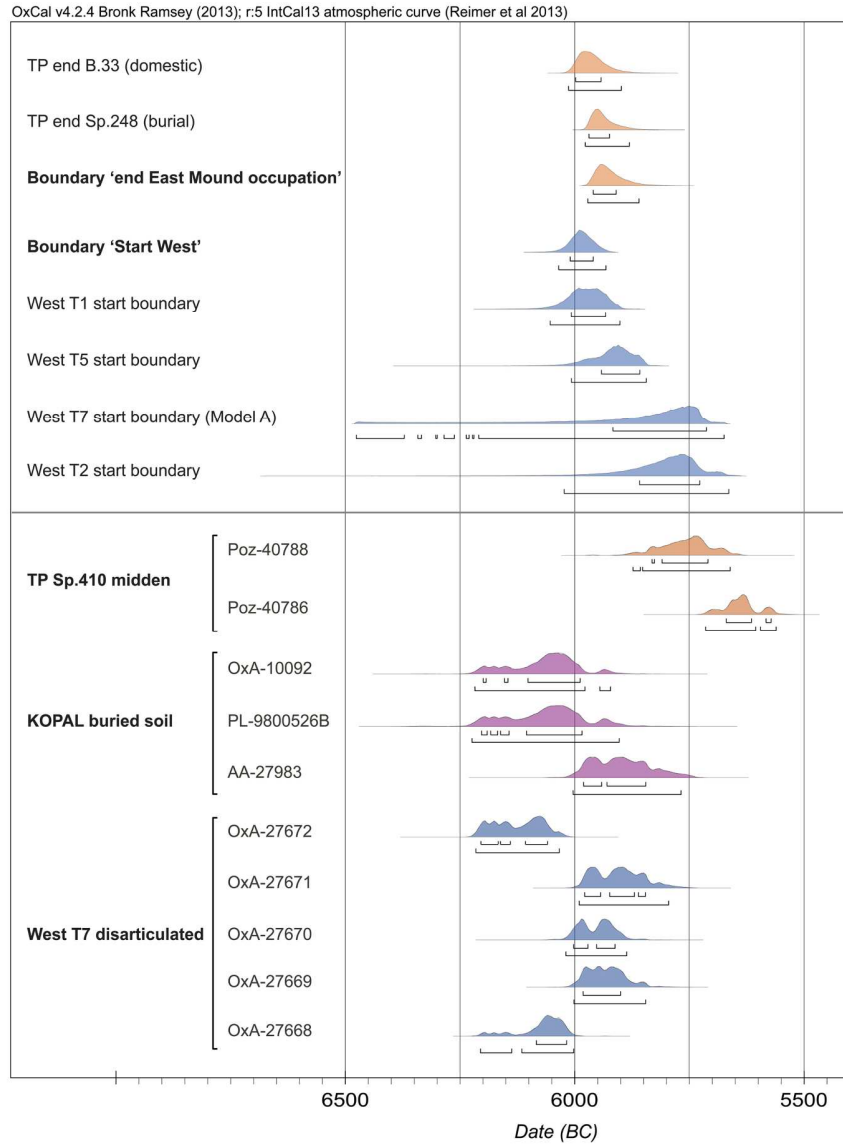 OxCal v4.2.4 Bronk Ramsey (2013); r:5 IntCal13 atmospheric curve (Reimer et al 2013)
TP end B.33 (domestic)
TP end Sp.248 (burial)
Boundary ‘end East Mound occupation’
Boundary ‘Start West’
West T1 start boundary
West T5 start boundary
West T7 start boundary (Model A)
West T2 start boundary
TP Sp.410 midden
Poz-40788
Poz-40786
KOPAL buried soil
OxA-10092
PL-9800526B
AA-27983
West T7 disarticulated
OxA-27672
OxA-27671
OxA-27670
OxA-27669
OxA-27668
6500 6000 5500
Date (BC)